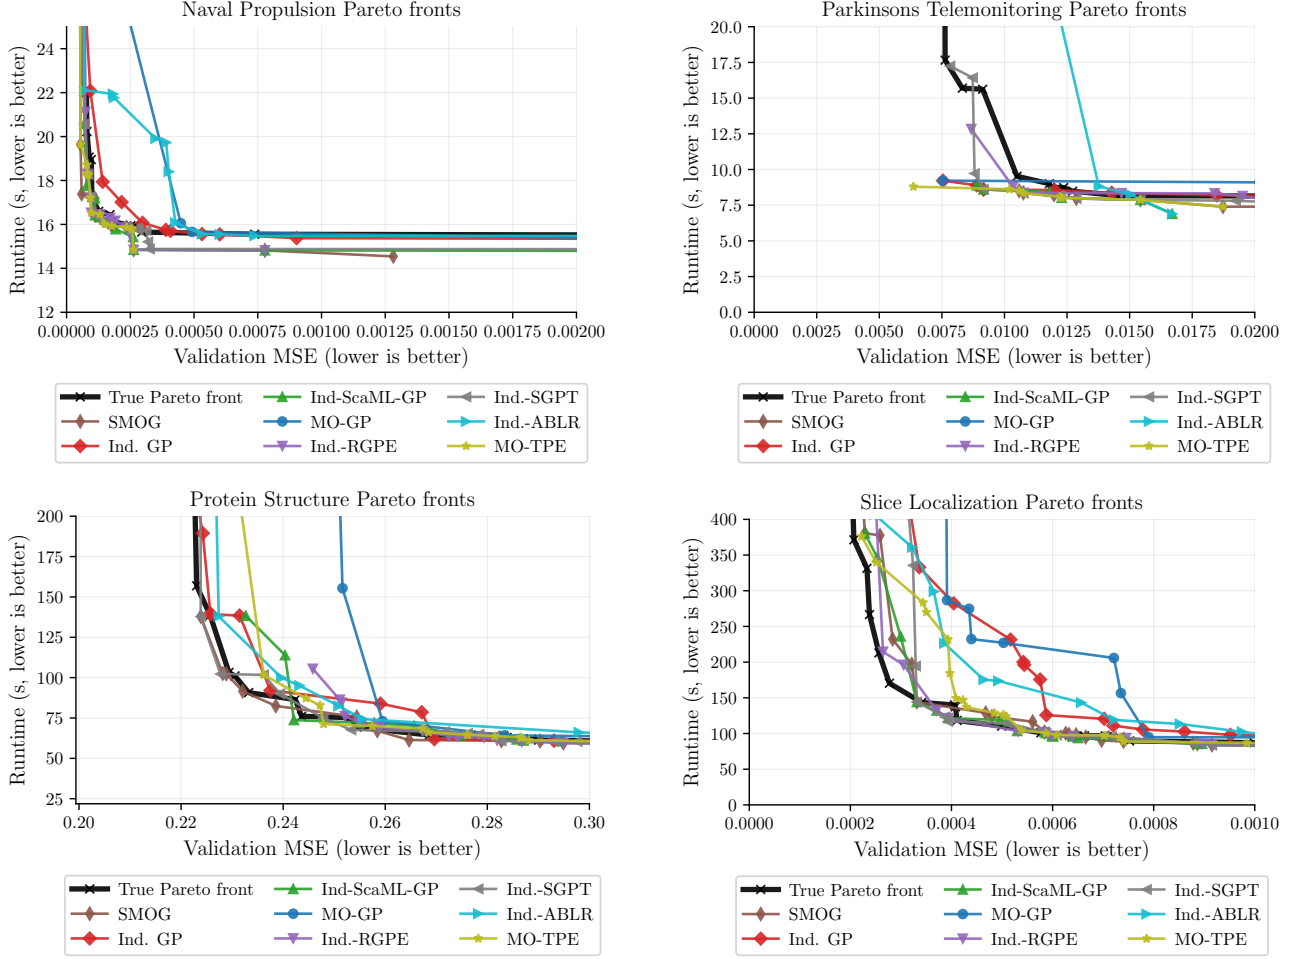 Naval Propulsion Pareto fronts
Runtime (s, lower is better)
24
22
20
18
16
14
12
0.00000 0.00025 0.00050 0.00075 0.00100 0.00125 0.00150 0.00175 0.00200
Validation MSE (lower is better)
True Pareto front
SMOG
Ind. GP
Ind-ScaML-GP
MO-GP
Ind.-RGPE
Ind.-SGPT
Ind.-ABLR
MO-TPE
Parkinsons Telemonitoring Pareto fronts
Runtime (s, lower is better)
20.0
17.5
15.0
12.5
10.0
7.5
5.0
2.5
0.0
0.0000 0.0025 0.0050 0.0075 0.0100 0.0125 0.0150 0.0175 0.0200
Validation MSE (lower is better)
True Pareto front
SMOG
Ind. GP
Ind-ScaML-GP
MO-GP
Ind.-RGPE
Ind.-SGPT
Ind.-ABLR
MO-TPE
Protein Structure Pareto fronts
Runtime (s, lower is better)
200
175
150
125
100
75
50
25
0.20 0.22 0.24 0.26 0.28 0.30
Validation MSE (lower is better)
True Pareto front
SMOG
Ind. GP
Ind-ScaML-GP
MO-GP
Ind.-RGPE
Ind.-SGPT
Ind.-ABLR
MO-TPE
Slice Localization Pareto fronts
Runtime (s, lower is better)
400
350
300
250
200
150
100
50
0
0.0000 0.0002 0.0004 0.0006 0.0008 0.0010
Validation MSE (lower is better)
True Pareto front
SMOG
Ind. GP
Ind-ScaML-GP
MO-GP
Ind.-RGPE
Ind.-SGPT
Ind.-ABLR
MO-TPE